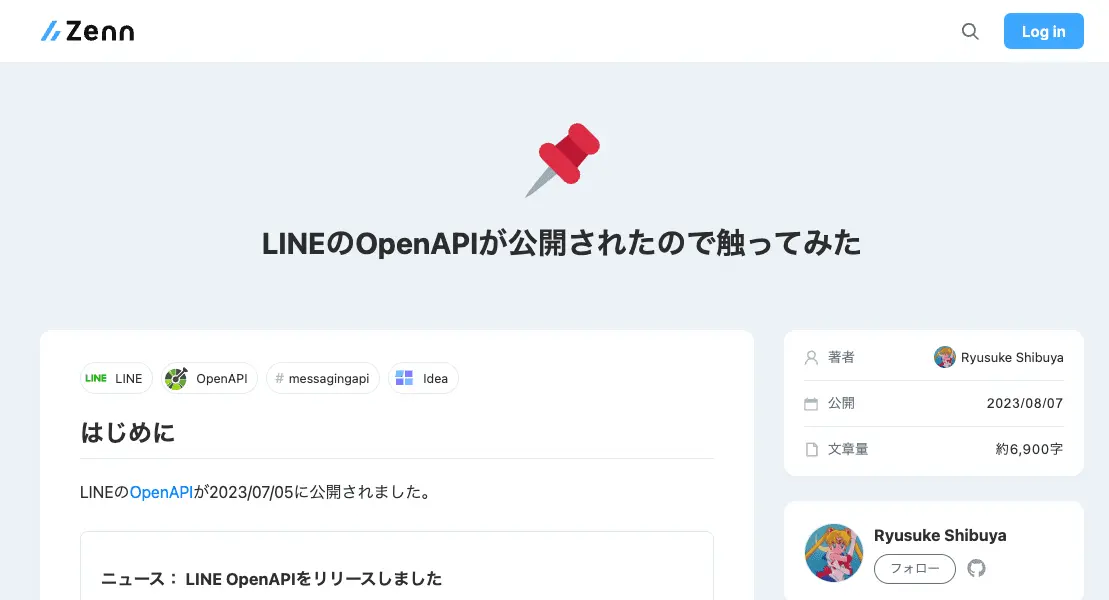 Zenn
Log in
LINEのOpenAPIが公開されたので触ってみた
LINE LINE
OpenAPI
# messagingapi
Idea
はじめに
LINEのOpenAPIが2023/07/05に公開されました。
ニュース： LINE OpenAPIをリリースしました
著者 Ryusuke Shibuya
公開 2023/08/07
文章量 約6,900字
Ryusuke Shibuya
フォロー